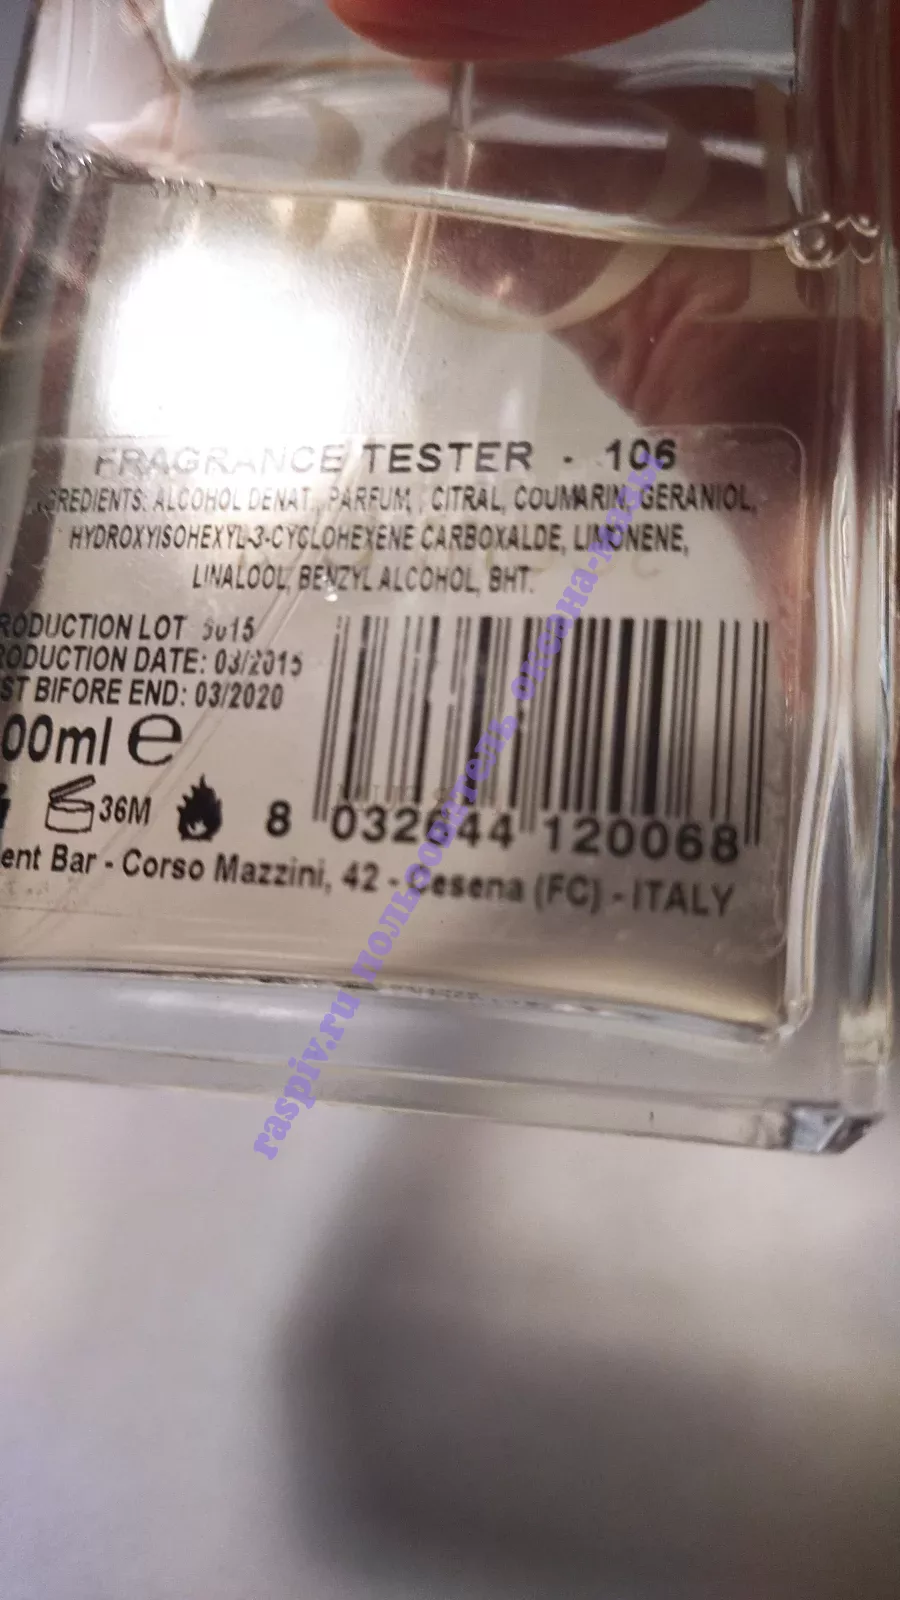 FRAGRANCE TESTER - 106
INGREDIENTS: ALCOHOL DENAT., PARFUM, ; CITRAL, COUMARIN, GERANIOL,
HYDROXYISOHEXYL-3-CYCLOHEXENE CARBOXALDE, LIMONENE,
LINALOOL, BENZYL ALCOHOL, BHT.
RODUCTION LOT
RODUCTION DATE: 03/2015
ST BIFORE END: 03/2020
00ml e
36M
8 032644 120068
ent Bar - Corso Mazzini, 42 - Cesena (FC) - ITALY
raspiv.ru пользователь